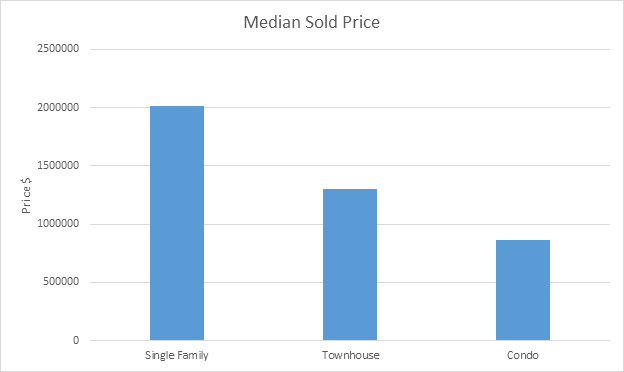 Median Sold Price
2500000
2000000
1500000
1000000
500000
0
Price $
Single Family
Townhouse
Condo